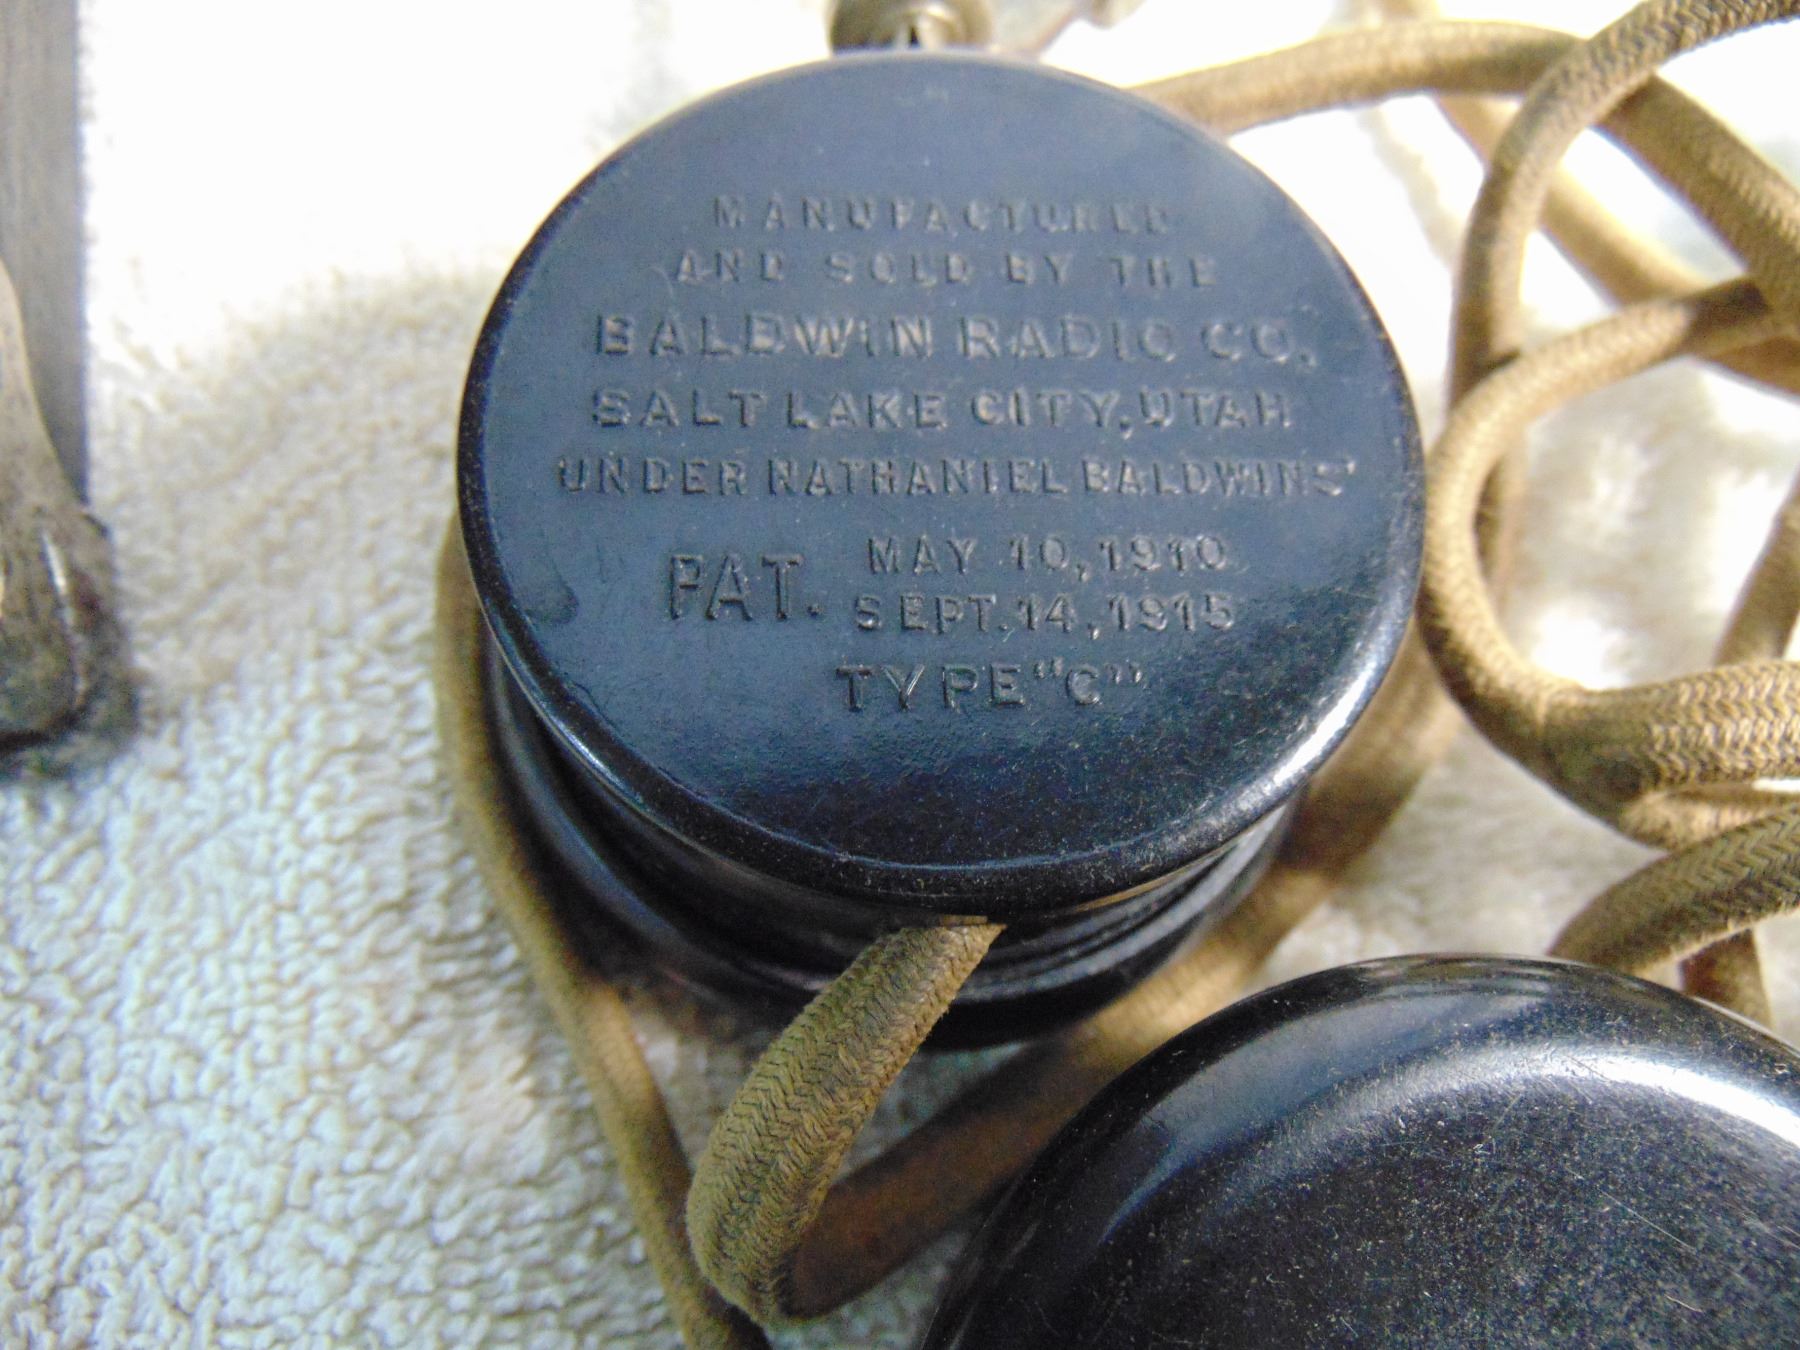 MANUFACTURED
AND SOLD BY THE
BALDWIN RADIO CO.
SALT LAKE CITY, UTAH
UNDER NATHANIEL BALDWINS
PAT. MAY 10, 1910
SEPT. 14, 1915
TYPE "C"